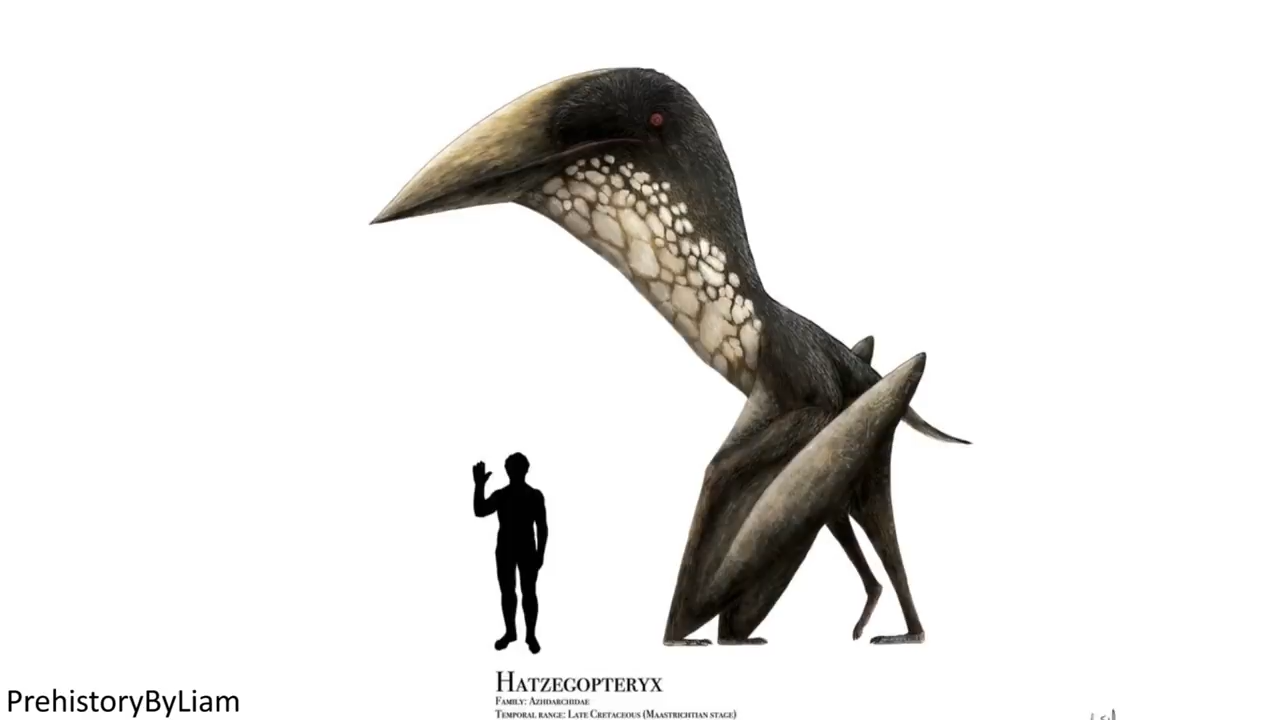 HATZEGOPTERYX
FAMILY: AZHDARCHIDAE
TEMPORAL RANGE: LATE CRETACEOUS (MAASTRICHTIAN STAGE)
PrehistoryByLiam